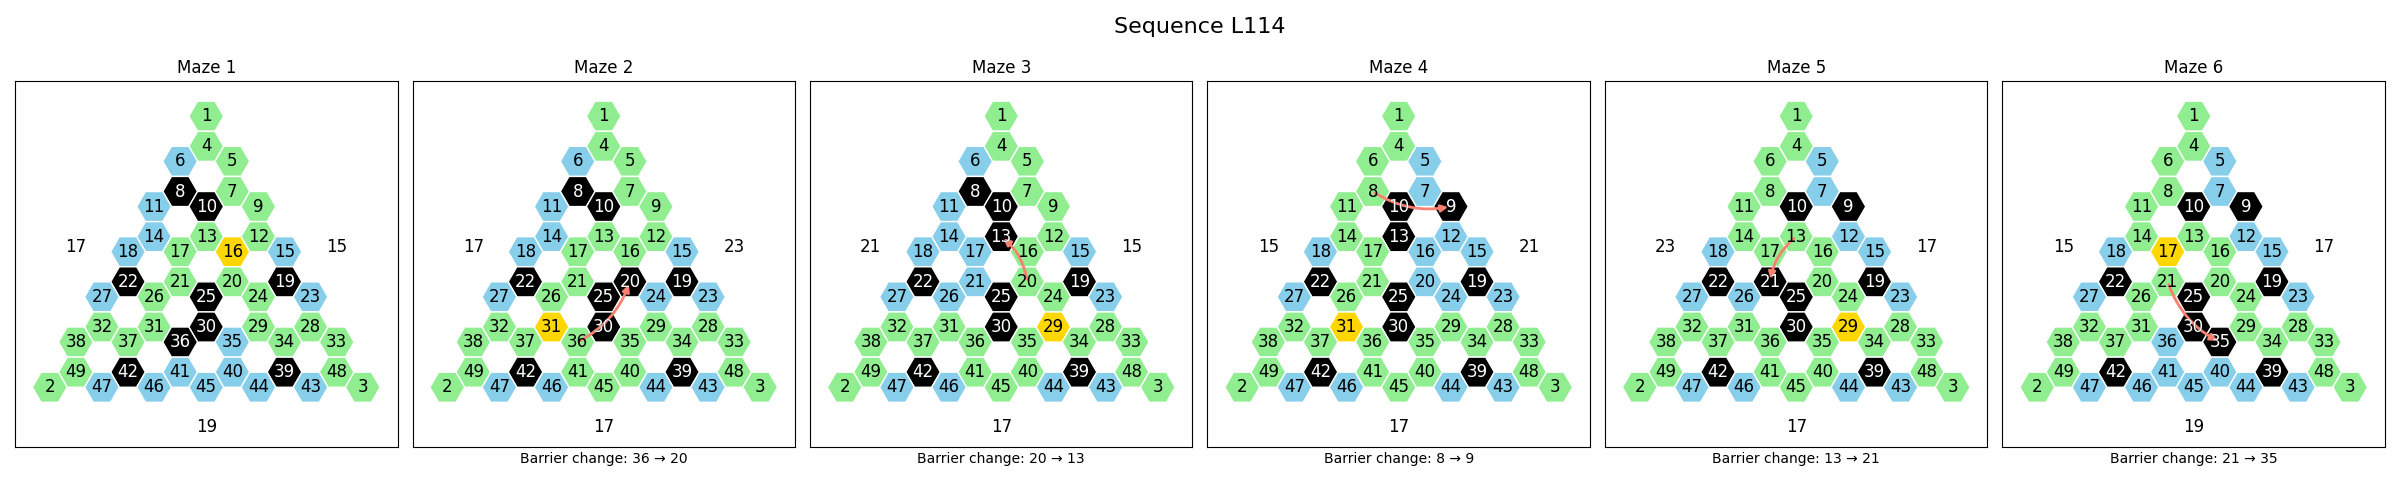 Sequence L114
Maze 1
1
4
6 5
8 7
11 10 9
14 13 12
17 18 17 16 15 15
22 21 20 19
27 26 25 24 23
32 31 30 29 28
38 37 36 35 34 33
49 42 41 40 39 48
2 47 46 45 44 43 3
19
Maze 2
1
4
6 5
8 7
11 10 9
14 13 12
17 18 17 16 15 23
22 21 20 19
27 26 25 24 23
32 31 30 29 28
38 37 36 35 34 33
49 42 41 40 39 48
2 47 46 45 44 43 3
17
Barrier change: 36 → 20
Maze 3
1
4
6 5
8 7
11 10 9
14 13 12
21 18 17 16 15 15
22 21 20 19
27 26 25 24 23
32 31 30 29 28
38 37 36 35 34 33
49 42 41 40 39 48
2 47 46 45 44 43 3
17
Barrier change: 20 → 13
Maze 4
1
4
6 5
8 7
11 10 9
14 13 12
15 18 17 16 15 21
22 21 20 19
27 26 25 24 23
32 31 30 29 28
38 37 36 35 34 33
49 42 41 40 39 48
2 47 46 45 44 43 3
17
Barrier change: 8 → 9
Maze 5
1
4
6 5
8 7
11 10 9
14 13 12
23 18 17 16 15 17
22 21 20 19
27 26 25 24 23
32 31 30 29 28
38 37 36 35 34 33
49 42 41 40 39 48
2 47 46 45 44 43 3
17
Barrier change: 13 → 21
Maze 6
1
4
6 5
8 7
11 10 9
14 13 12
15 18 17 16 15 17
22 21 20 19
27 26 25 24 23
32 31 30 29 28
38 37 36 35 34 33
49 42 41 40 39 48
2 47 46 45 44 43 3
19
Barrier change: 21 → 35